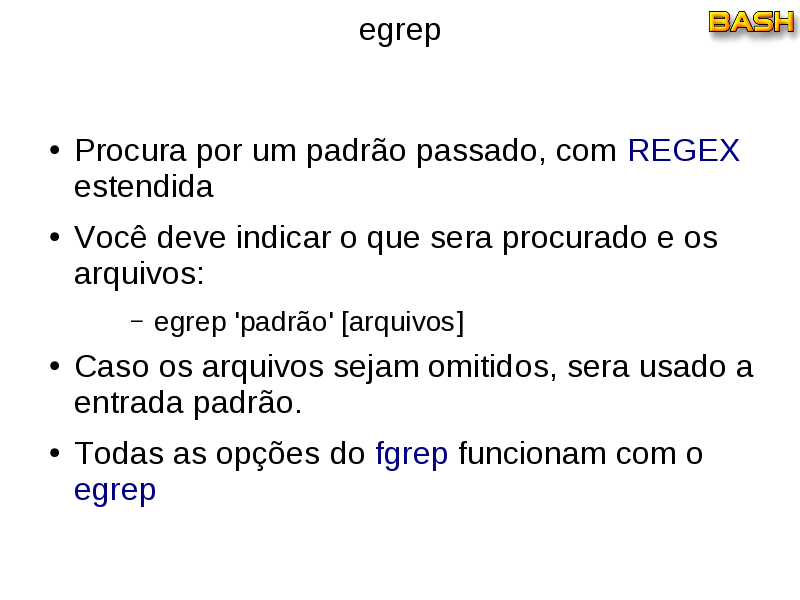 egrep
BASH
• Procura por um padrão passado, com REGEX
estendida
• Você deve indicar o que sera procurado e os
arquivos:
– egrep 'padrão' [arquivos]
• Caso os arquivos sejam omitidos, sera usado a
entrada padrão.
• Todas as opções do fgrep funcionam com o
egrep